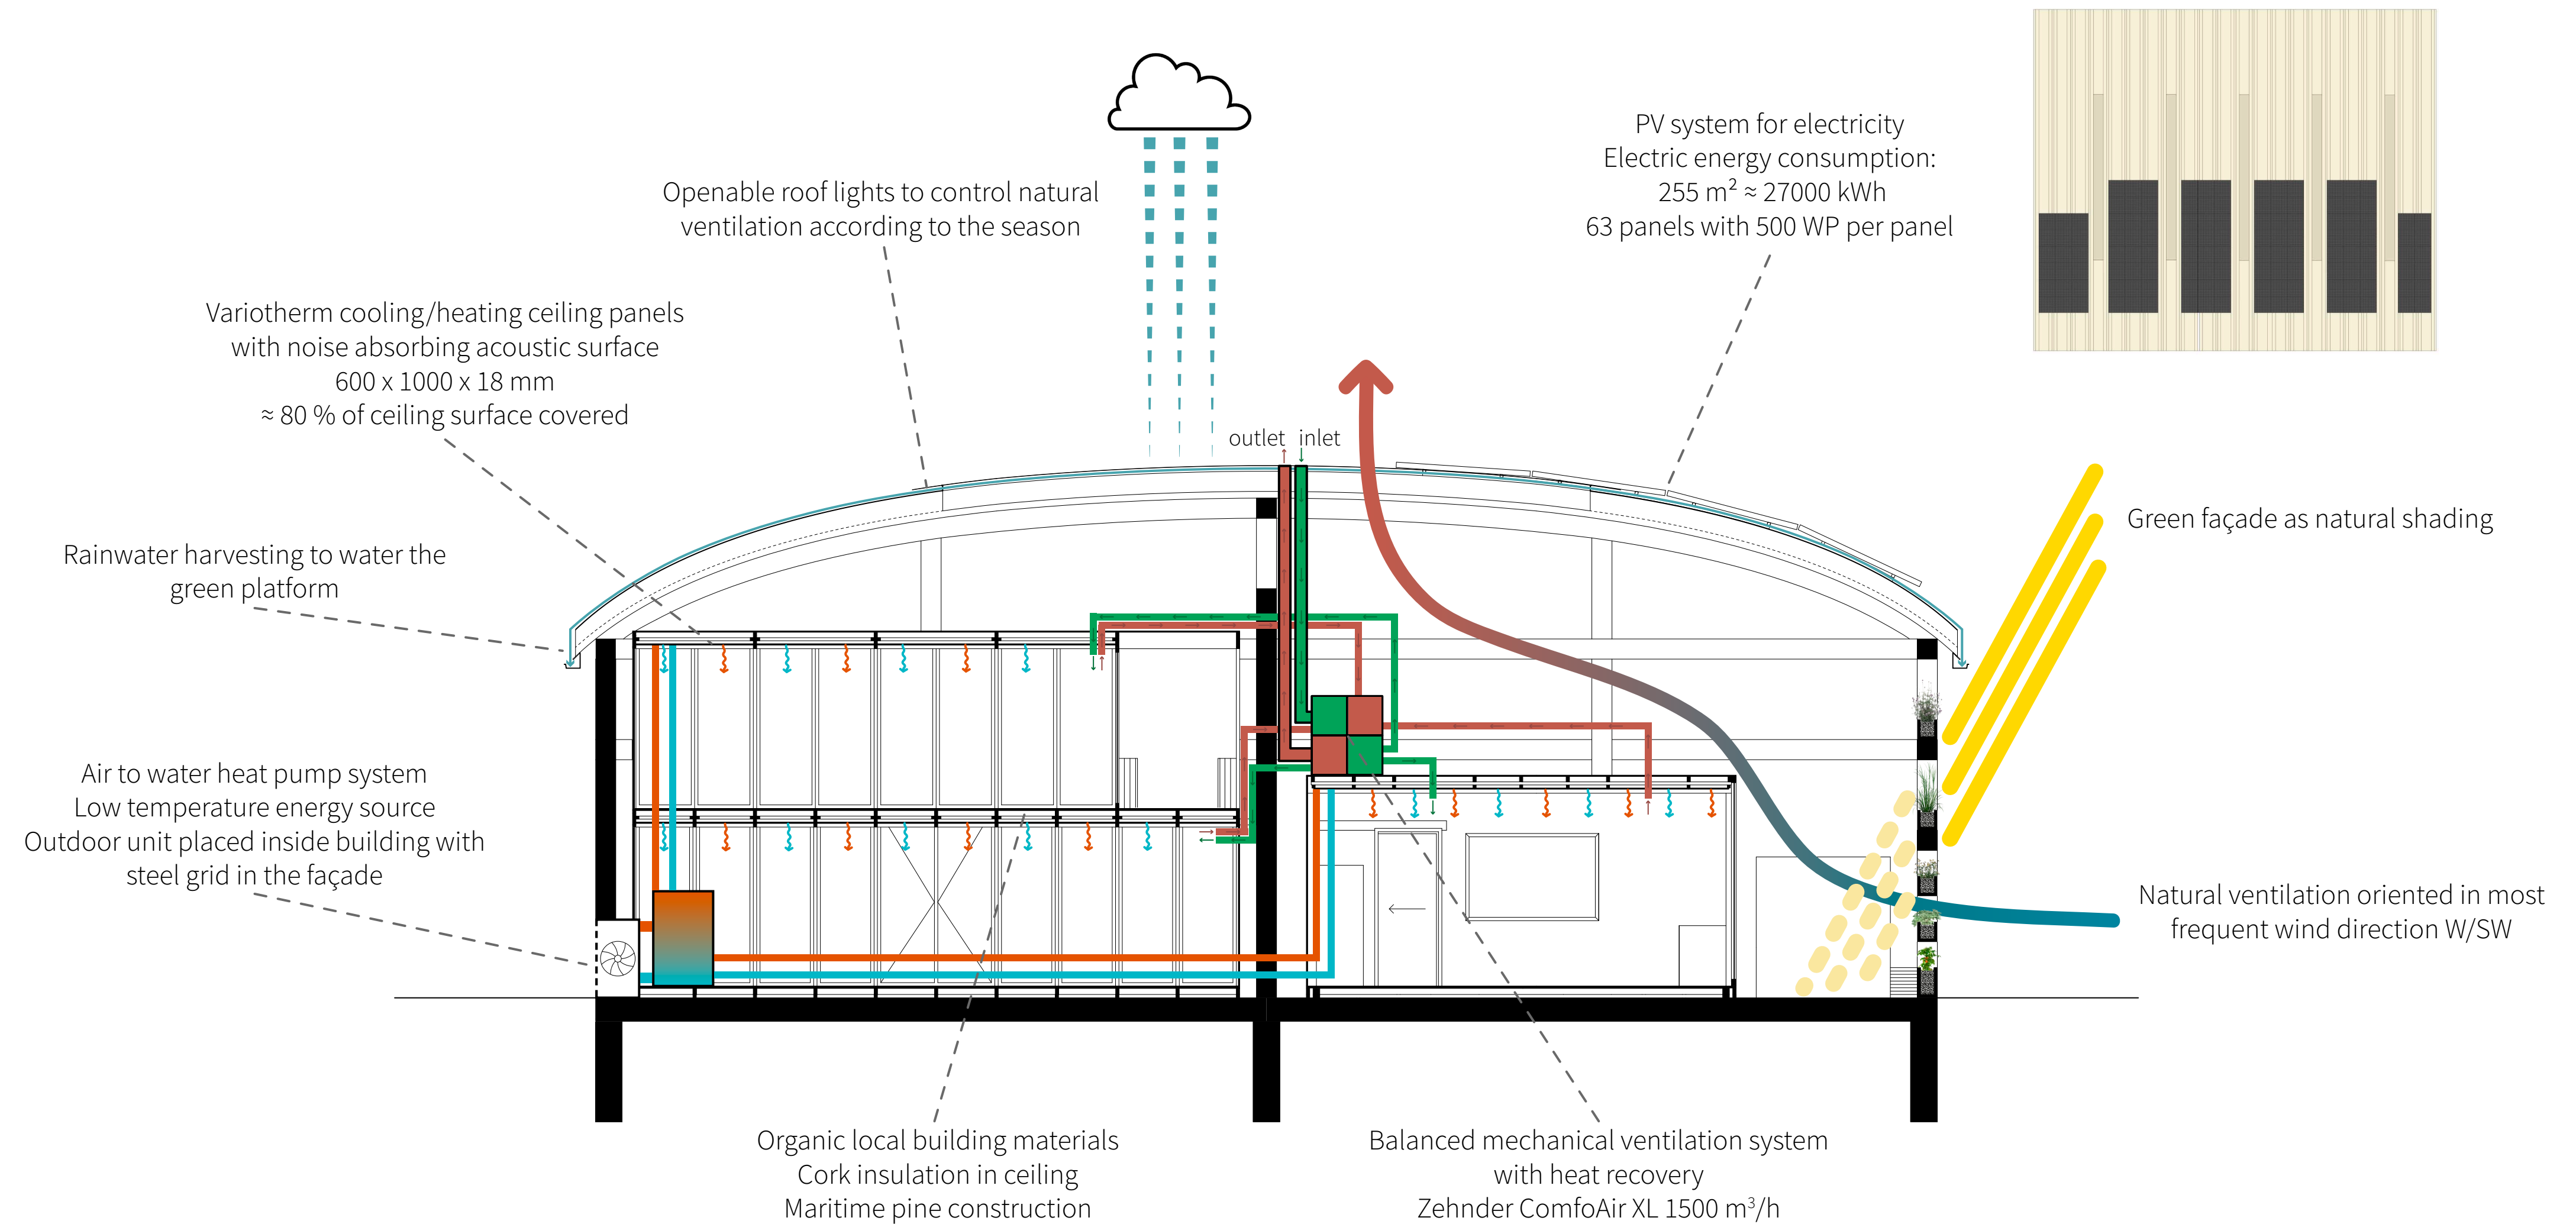 PV system for electricity
Electric energy consumption:
255 m² ≈ 27000 kWh
63 panels with 500 WP per panel
Openable roof lights to control natural
ventilation according to the season
Variotherm cooling/heating ceiling panels
with noise absorbing acoustic surface
600 x 1000 x 18 mm
≈ 80 % of ceiling surface covered
outlet inlet
Green façade as natural shading
Rainwater harvesting to water the
green platform
Air to water heat pump system
Low temperature energy source
Outdoor unit placed inside building with
steel grid in the façade
Natural ventilation oriented in most
frequent wind direction W/SW
Organic local building materials
Cork insulation in ceiling
Maritime pine construction
Balanced mechanical ventilation system
with heat recovery
Zehnder ComfoAir XL 1500 m³/h